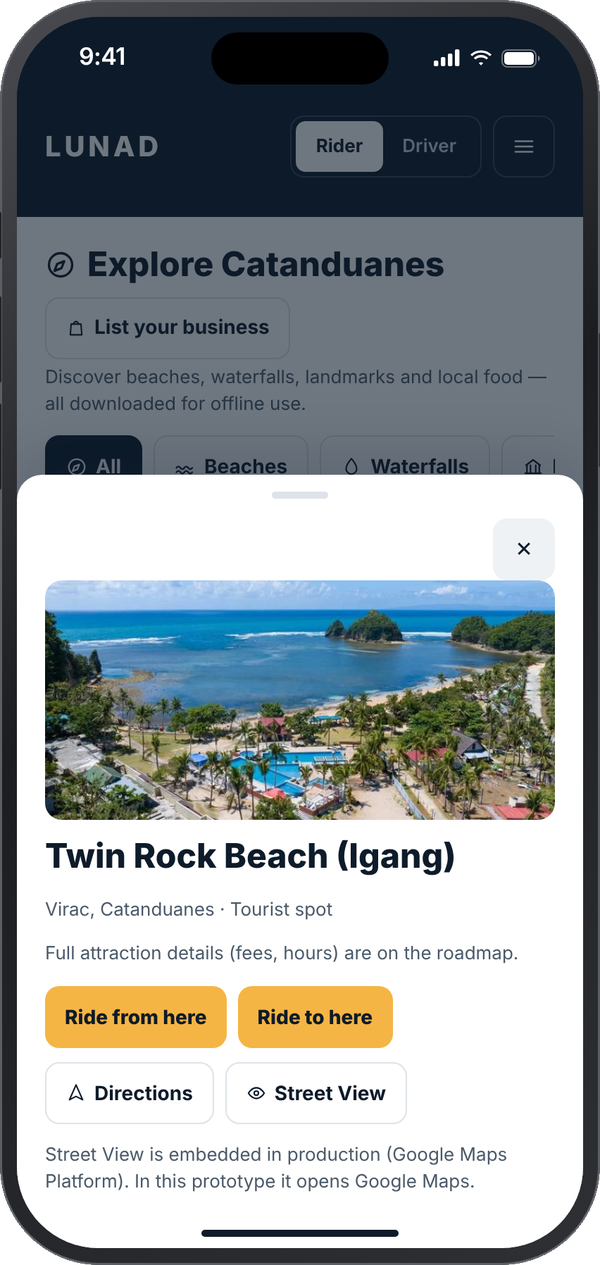 9:41
LUNAD
Rider
Driver
Explore Catanduanes
List your business
Discover beaches, waterfalls, landmarks and local food —
all downloaded for offline use.
All
Beaches
Waterfalls
Twin Rock Beach (Igang)
Virac, Catanduanes · Tourist spot
Full attraction details (fees, hours) are on the roadmap.
Ride from here
Ride to here
Directions
Street View
Street View is embedded in production (Google Maps
Platform). In this prototype it opens Google Maps.